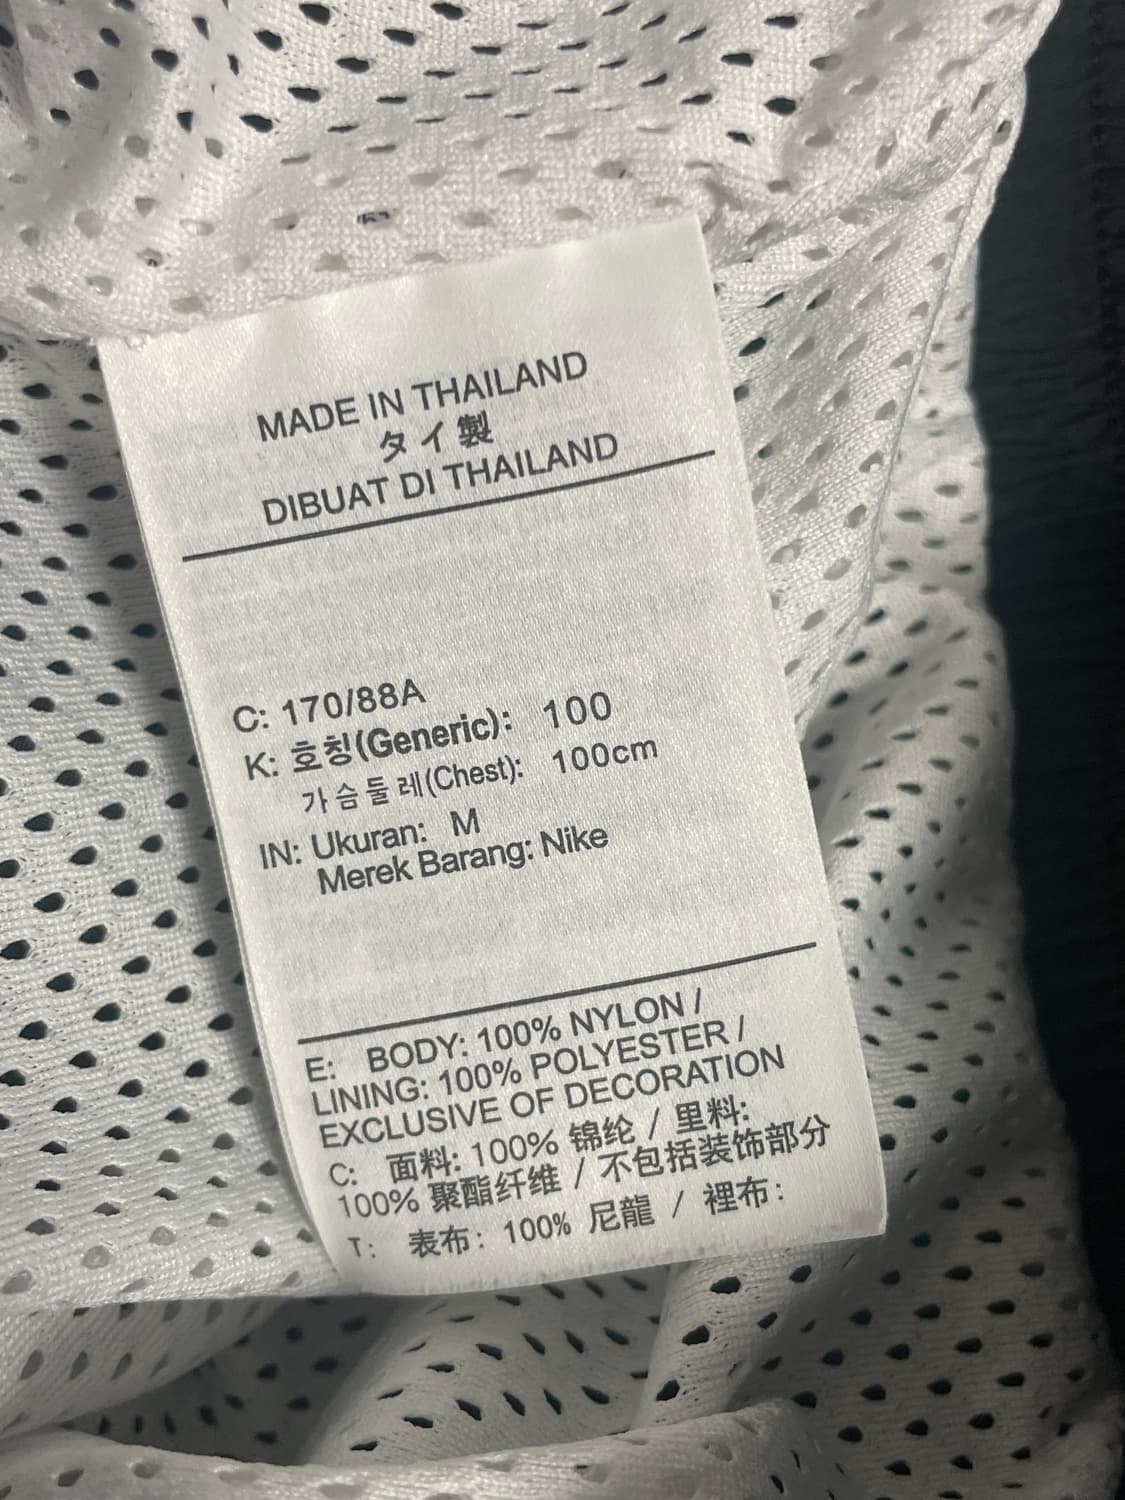 MADE IN THAILAND
タイ製
DIBUAT DI THAILAND
C: 170/88A
K: 호칭(Generic): 100
가슴둘레(Chest): 100cm
IN: Ukuran: M
Merek Barang: Nike
E: BODY: 100% NYLON /
LINING: 100% POLYESTER /
EXCLUSIVE OF DECORATION
C: 面料: 100% 锦纶 / 里料:
100% 聚酯纤维 / 不包括装饰部分
T: 表布: 100% 尼龍 / 裡布: